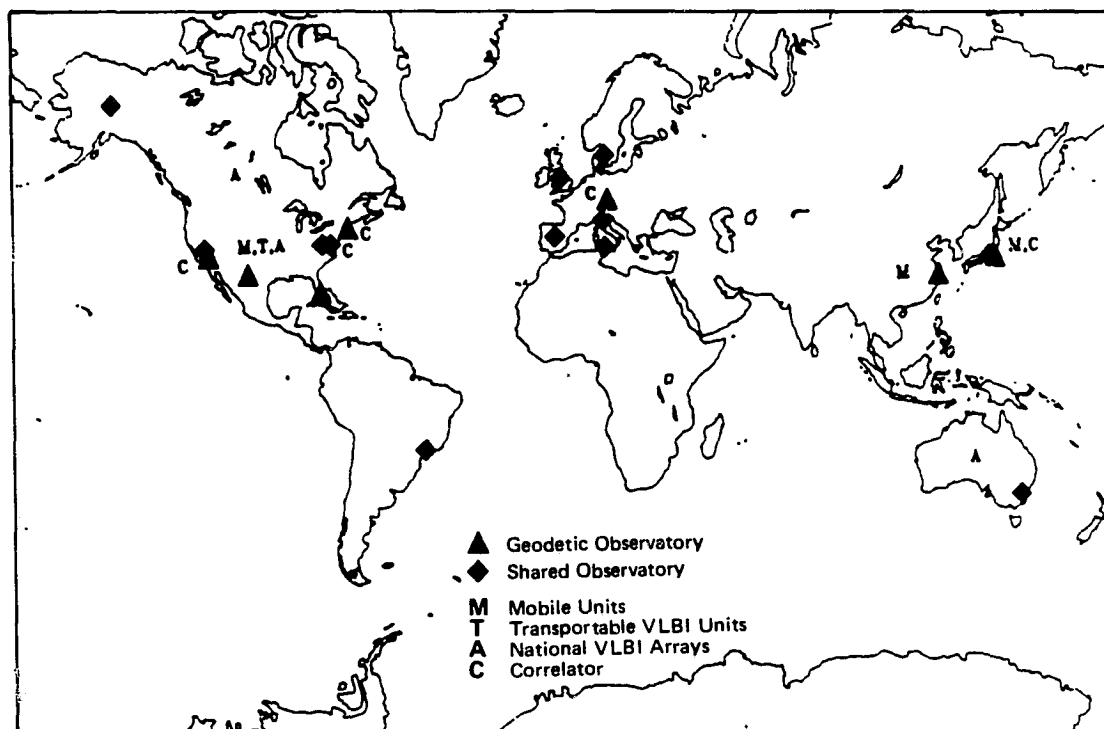 A
C
C
M,T,A
C
C
C
M
M,C
A
A
▲ Geodetic Observatory
◆ Shared Observatory
M Mobile Units
T Transportable VLBI Units
A National VLBI Arrays
C Correlator